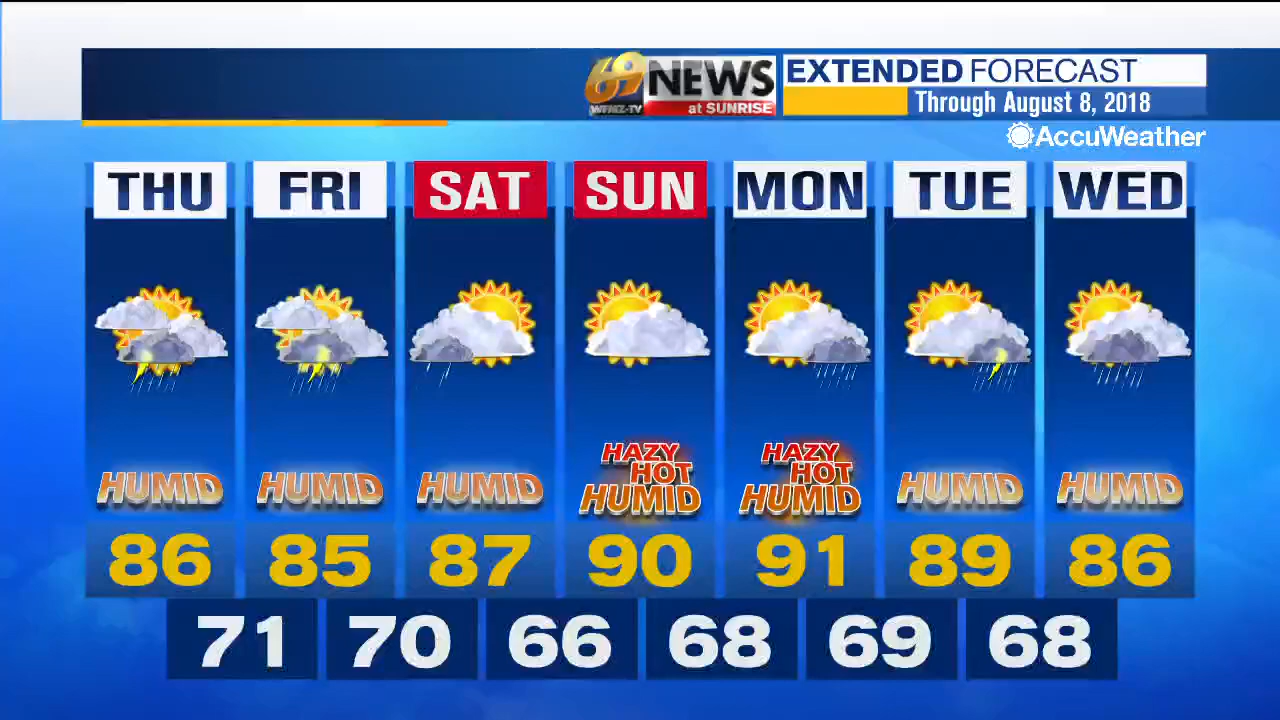 69 NEWS
WFMZ-TV
at SUNRISE
EXTENDED FORECAST
Through August 8, 2018
AccuWeather
THU FRI SAT SUN MON TUE WED
HAZY HAZY
HOT HOT
HUMID HUMID HUMID HUMID HUMID HUMID HUMID
86 85 87 90 91 89 86
71 70 66 68 69 68